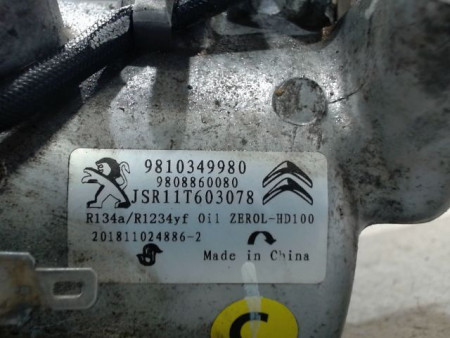 9810349980
9808860080
JSR11T603078
R134a/R1234yf Oil ZEROL-HD100
201811024886-2
Made in China
C